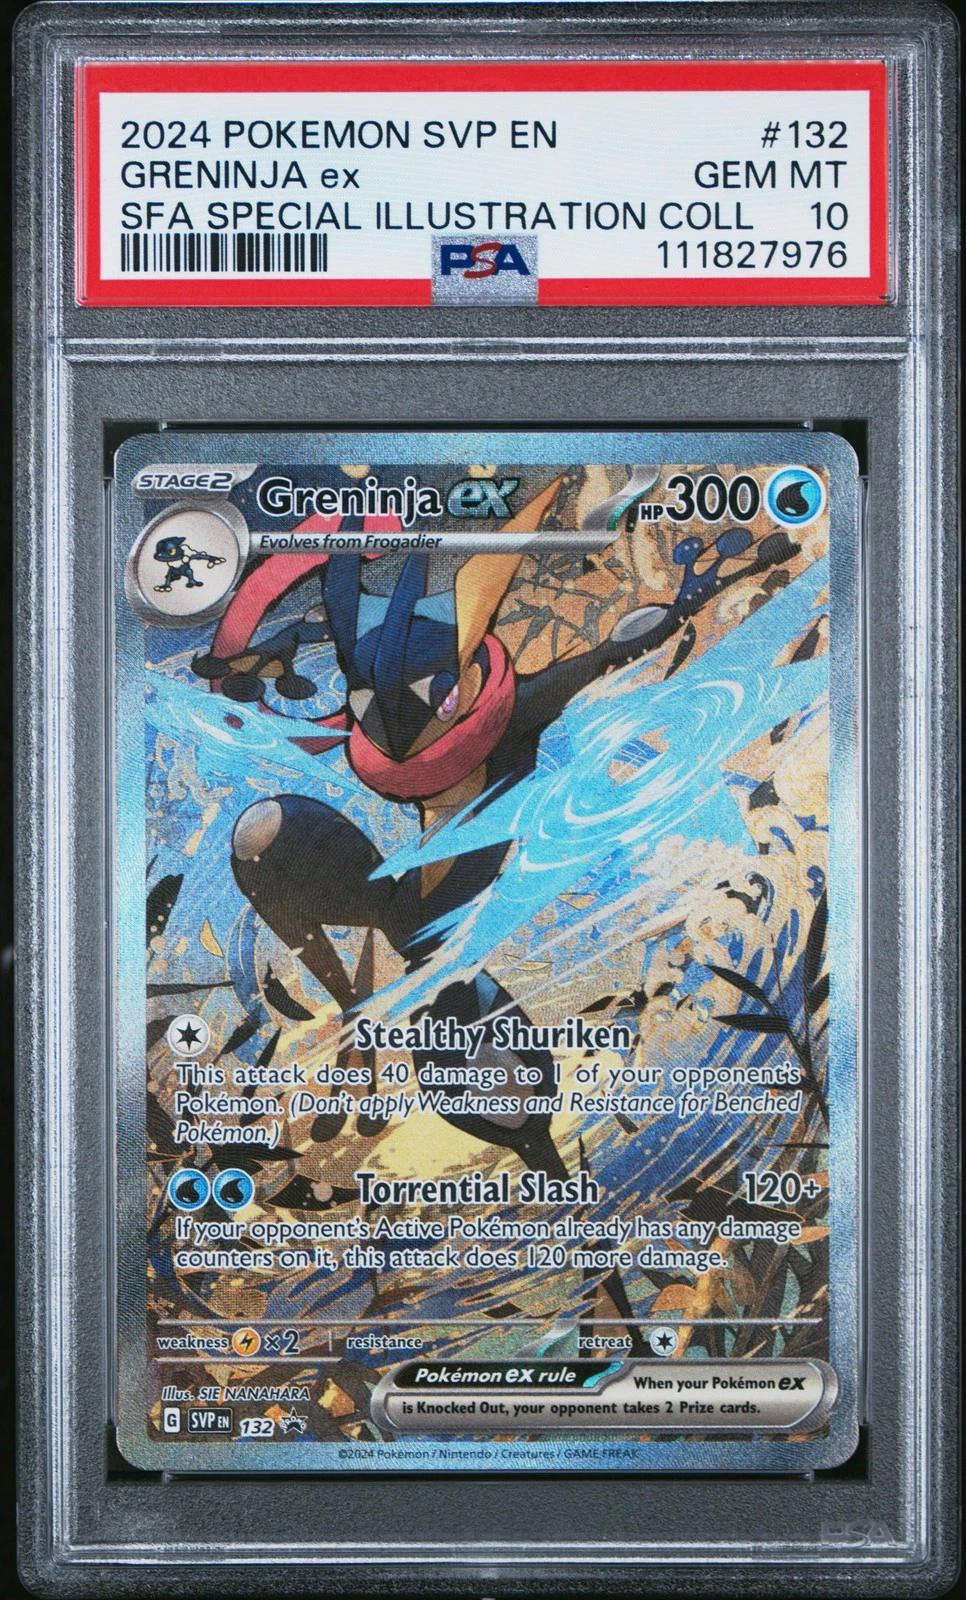 2024 POKEMON SVP EN #132
GRENINJA ex GEM MT
SFA SPECIAL ILLUSTRATION COLL 10
PSA 111827976
STAGE2 Greninja ex HP 300
Evolves from Frogadier
Stealthy Shuriken
This attack does 40 damage to 1 of your opponent's
Pokémon. (Don't apply Weakness and Resistance for Benched
Pokémon.)
Torrential Slash 120+
If your opponent's Active Pokémon already has any damage
counters on it, this attack does 120 more damage.
weakness ×2 resistance retreat
Pokémon ex rule When your Pokémon ex
is Knocked Out, your opponent takes 2 Prize cards.
Illus. SIE NANAHARA
G SVP EN 132
©2024 Pokémon / Nintendo / Creatures / GAME FREAK
PSA